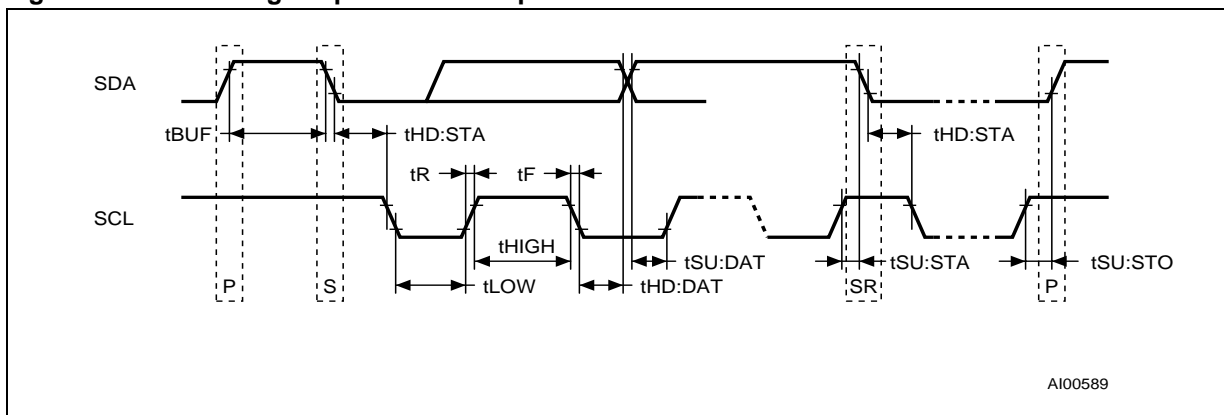 SDA
tBUF
tHD:STA
tHD:STA
tR
tF
SCL
tHIGH
tSU:DAT
tSU:STA
tSU:STO
P
S
tLOW
tHD:DAT
SR
P
AI00589